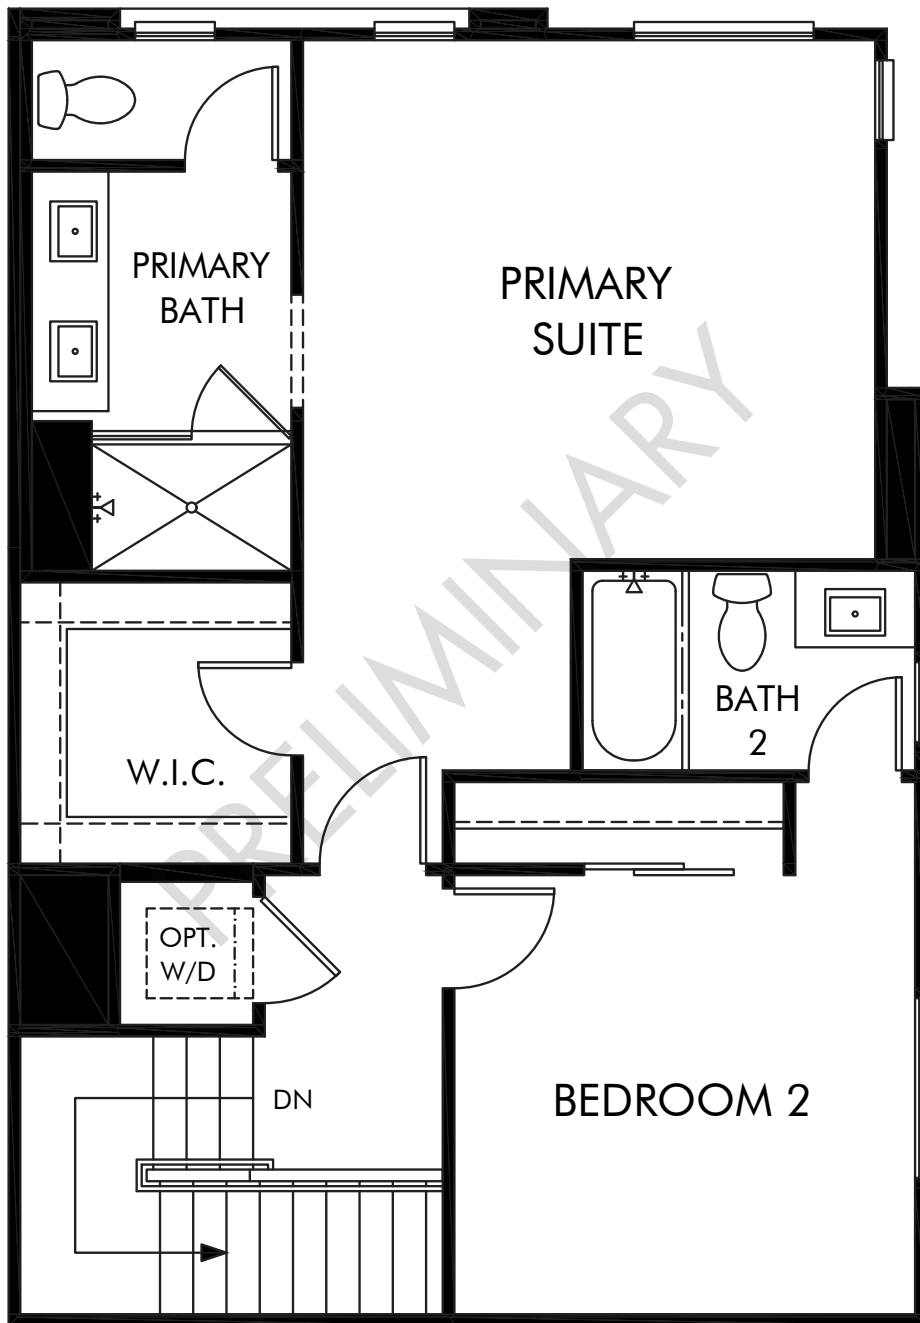 PRIMARY
BATH
PRIMARY
SUITE
PRELIMINARY
BATH
2
W.I.C.
OPT.
W/D
DN
BEDROOM 2